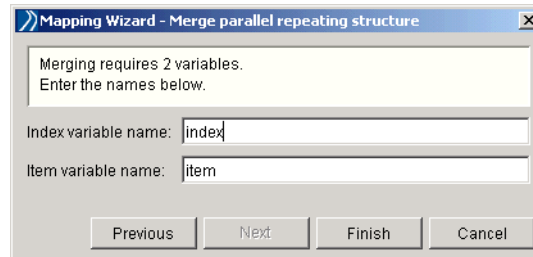 Mapping Wizard - Merge parallel repeating structure
Merging requires 2 variables.
Enter the names below.
Index variable name: index
Item variable name: item
Previous Next Finish Cancel